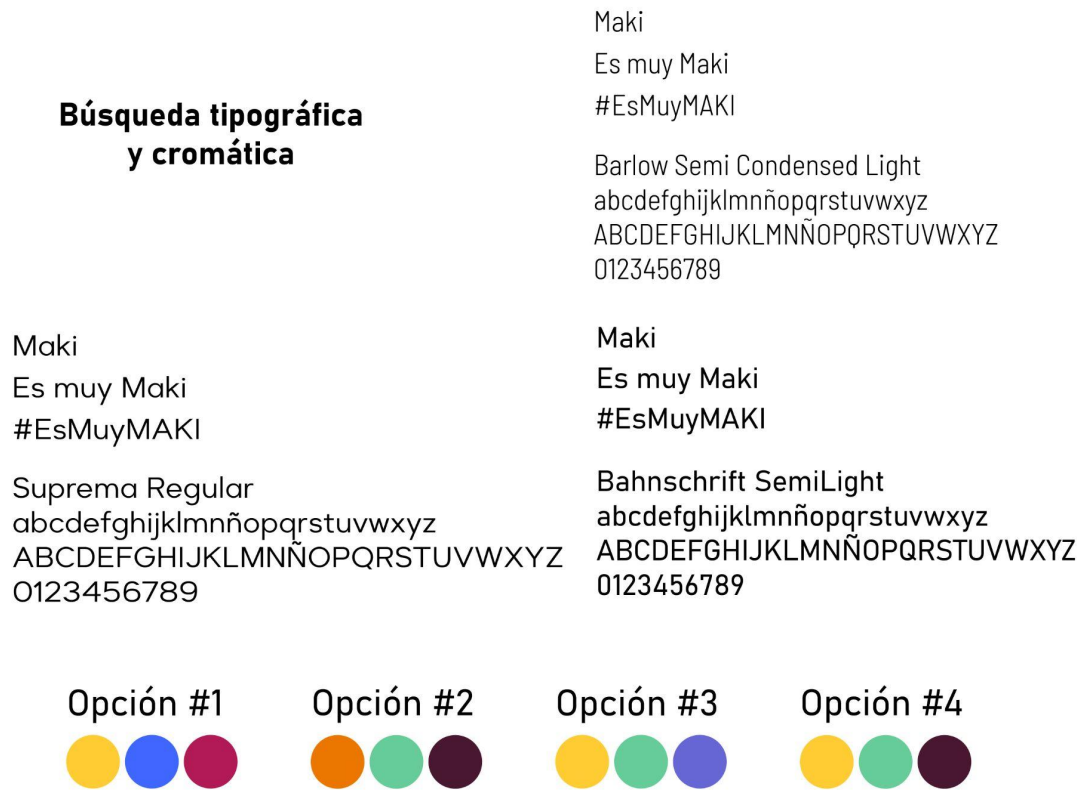 Búsqueda tipográfica
y cromática
Maki
Es muy Maki
#EsMuyMAKI
Barlow Semi Condensed Light
abcdefghijklmnñopqrstuvwxyz
ABCDEFGHIJKLMNÑOPQRSTUVWXYZ
0123456789
Maki
Es muy Maki
#EsMuyMAKI
Suprema Regular
abcdefghijklmnñopqrstuvwxyz
ABCDEFGHIJKLMNÑOPQRSTUVWXYZ
0123456789
Maki
Es muy Maki
#EsMuyMAKI
Bahnschrift SemiLight
abcdefghijklmnñopqrstuvwxyz
ABCDEFGHIJKLMNÑOPQRSTUVWXYZ
0123456789
Opción #1
Opción #2
Opción #3
Opción #4